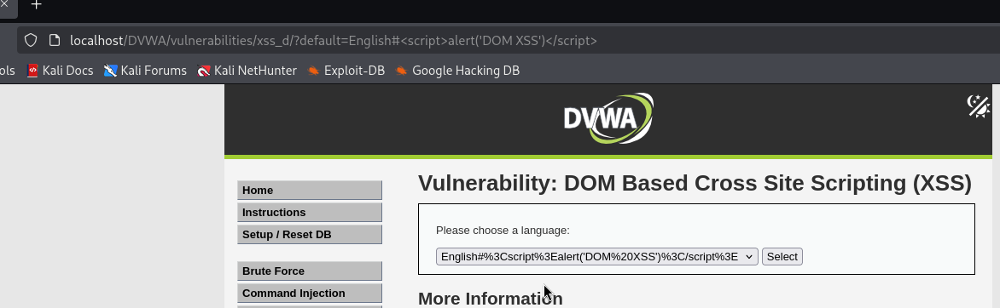 localhost/DVWA/vulnerabilities/xss_d/?default=English#<script>alert('DOM XSS')</script>
ols Kali Docs Kali Forums Kali NetHunter Exploit-DB Google Hacking DB
DVWA
Vulnerability: DOM Based Cross Site Scripting (XSS)
Home
Instructions
Setup / Reset DB
Brute Force
Command Injection
Please choose a language:
English#%3Cscript%3Ealert('DOM%20XSS')%3C/script%3E Select
More Information